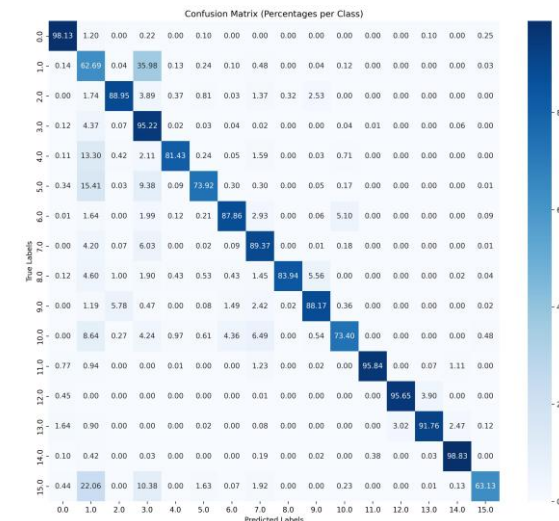 Confusion Matrix (Percentages per Class)
0.0 98.13 1.20 0.00 0.22 0.00 0.10 0.00 0.00 0.00 0.00 0.00 0.00 0.00 0.10 0.00 0.25
1.0 0.14 62.69 0.04 35.98 0.13 0.24 0.10 0.48 0.00 0.04 0.12 0.00 0.00 0.00 0.00 0.03
2.0 0.00 1.74 88.95 3.89 0.37 0.81 0.03 1.37 0.32 2.53 0.00 0.00 0.00 0.00 0.00 0.00
3.0 0.12 4.37 0.07 95.22 0.02 0.03 0.04 0.02 0.00 0.00 0.04 0.01 0.00 0.00 0.06 0.00
4.0 0.11 13.30 0.42 2.11 81.43 0.24 0.05 1.59 0.00 0.03 0.71 0.00 0.00 0.00 0.00 0.00
5.0 0.34 15.41 0.03 9.38 0.09 73.92 0.30 0.30 0.00 0.05 0.17 0.00 0.00 0.00 0.00 0.01
6.0 0.01 1.64 0.00 1.99 0.12 0.21 87.86 2.93 0.00 0.06 5.10 0.00 0.00 0.00 0.00 0.09
7.0 0.00 4.20 0.07 6.03 0.00 0.02 0.09 89.37 0.00 0.01 0.18 0.00 0.00 0.00 0.00 0.01
8.0 0.12 4.60 1.00 1.90 0.43 0.53 0.43 1.45 83.94 5.56 0.00 0.00 0.00 0.00 0.02 0.04
9.0 0.00 1.19 5.78 0.47 0.00 0.08 1.49 2.42 0.02 88.17 0.36 0.00 0.00 0.00 0.00 0.02
10.0 0.00 8.64 0.27 4.24 0.97 0.61 4.36 6.49 0.00 0.54 73.40 0.00 0.00 0.00 0.00 0.48
11.0 0.77 0.94 0.00 0.00 0.01 0.00 0.00 1.23 0.00 0.02 0.00 95.84 0.00 0.07 1.11 0.00
12.0 0.45 0.00 0.00 0.00 0.00 0.00 0.00 0.01 0.00 0.00 0.00 0.00 95.65 3.90 0.00 0.00
13.0 1.64 0.90 0.00 0.00 0.00 0.02 0.00 0.08 0.00 0.00 0.00 0.00 3.02 91.76 2.47 0.12
14.0 0.10 0.42 0.00 0.03 0.00 0.00 0.00 0.19 0.00 0.02 0.00 0.38 0.00 0.03 98.83 0.00
15.0 0.44 22.06 0.00 10.38 0.00 1.63 0.07 1.92 0.00 0.00 0.23 0.00 0.00 0.01 0.13 63.13
0.0 1.0 2.0 3.0 4.0 5.0 6.0 7.0 8.0 9.0 10.0 11.0 12.0 13.0 14.0 15.0
Predicted Labels
True Labels